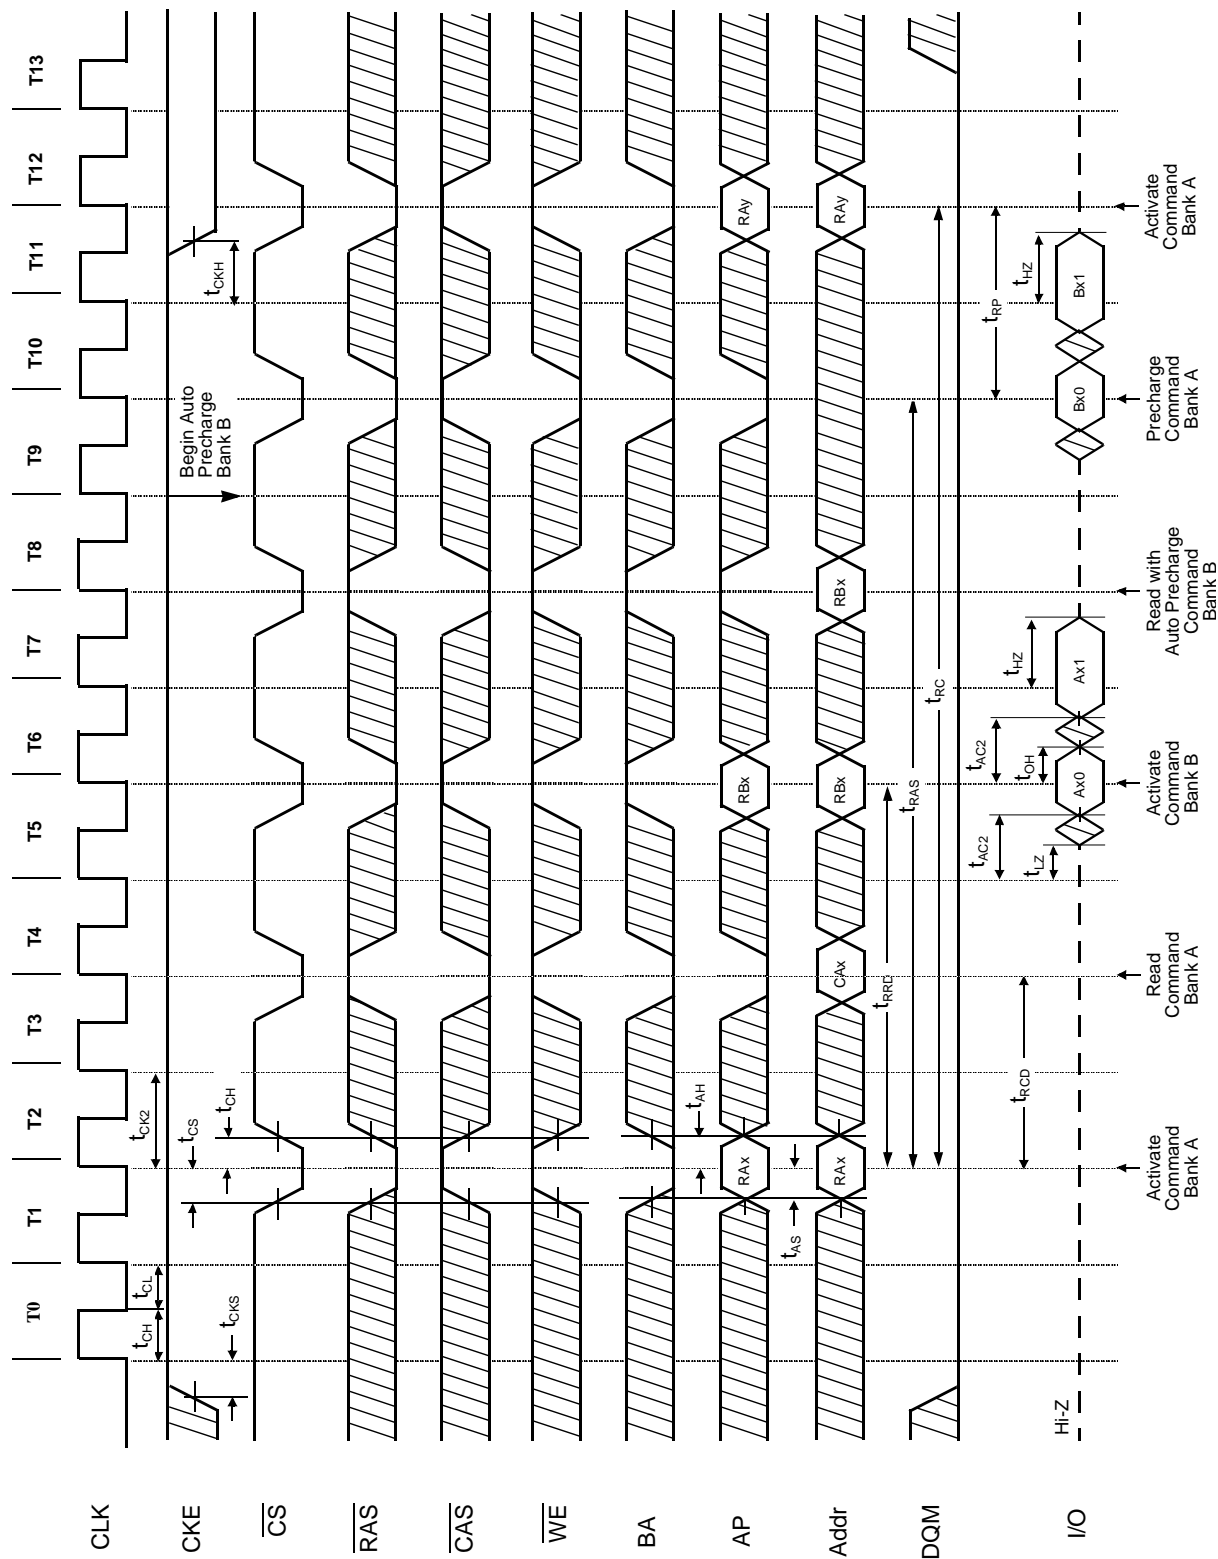 T0 T1 T2 T3 T4 T5 T6 T7 T8 T9 T10 T11 T12 T13
CLK
tCH tCL tCK2
CKE
tCKS tCS tCH
Begin Auto
Precharge
Bank B
tCKH
CS
RAS
CAS
WE
BA
AP
RAx RBx RAy
tAH
tAS
Addr
RAx CAx RBx RBx RAy
tRRD
tRAS
tRC
DQM
tRCD
tAC2
tLZ
tAC2
tOH
tHZ
tRP
tHZ
Hi-Z
I/O
Ax0 Ax1 Bx0 Bx1
Activate
Command
Bank A
Read
Command
Bank A
Activate
Command
Bank B
Read with
Auto Precharge
Command
Bank B
Precharge
Command
Bank A
Activate
Command
Bank A